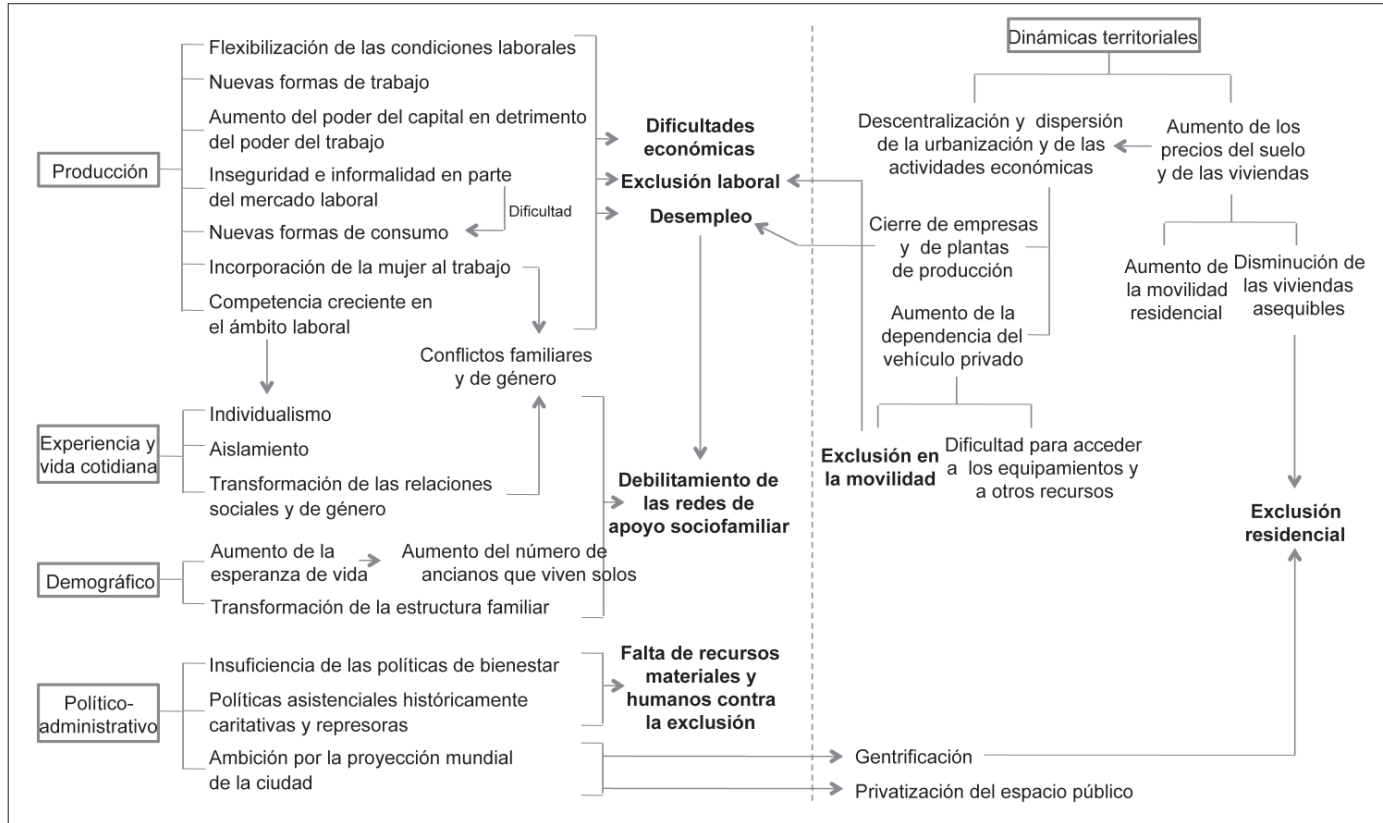 Producción
Flexibilización de las condiciones laborales
Nuevas formas de trabajo
Aumento del poder del capital en detrimento
del poder del trabajo
Inseguridad e informalidad en parte
del mercado laboral
Dificultad
Nuevas formas de consumo
Incorporación de la mujer al trabajo
Competencia creciente en
el ámbito laboral
Dificultades
económicas
Exclusión laboral
Desempleo
Conflictos familiares
y de género
Experiencia y
vida cotidiana
Individualismo
Aislamiento
Transformación de las relaciones
sociales y de género
Debilitamiento de
las redes de
apoyo sociofamiliar
Demográfico
Aumento de la
esperanza de vida
Aumento del número de
ancianos que viven solos
Transformación de la estructura familiar
Político-
administrativo
Insuficiencia de las políticas de bienestar
Políticas asistenciales históricamente
caritativas y represoras
Ambición por la proyección mundial
de la ciudad
Falta de recursos
materiales y
humanos contra
la exclusión
Dinámicas territoriales
Descentralización y dispersión
de la urbanización y de las
actividades económicas
Aumento de los
precios del suelo
y de las viviendas
Cierre de empresas
y de plantas
de producción
Aumento de
la movilidad
residencial
Disminución de
las viviendas
asequibles
Aumento de la
dependencia del
vehículo privado
Exclusión en
la movilidad
Dificultad para acceder
a los equipamientos y
a otros recursos
Exclusión
residencial
Gentrificación
Privatización del espacio público